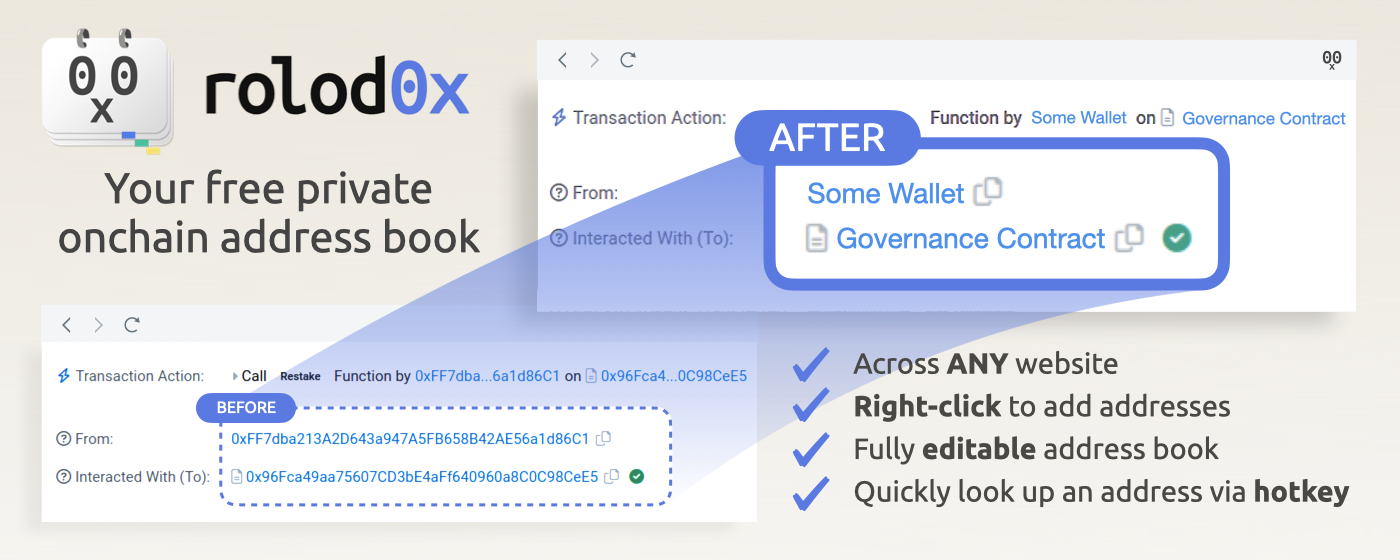 00
x
rolod0x
Your free private
onchain address book
00
x
Transaction Action:
Function by Some Wallet on Governance Contract
AFTER
From:
Some Wallet
Interacted With (To):
Governance Contract
Transaction Action:
Call Restake Function by 0xFF7dba...6a1d86C1 on 0x96Fca4...0C98CeE5
BEFORE
From:
0xFF7dba213A2D643a947A5FB658B42AE56a1d86C1
Interacted With (To):
0x96Fca49aa75607CD3bE4aFf640960a8C0C98CeE5
Across ANY website
Right-click to add addresses
Fully editable address book
Quickly look up an address via hotkey